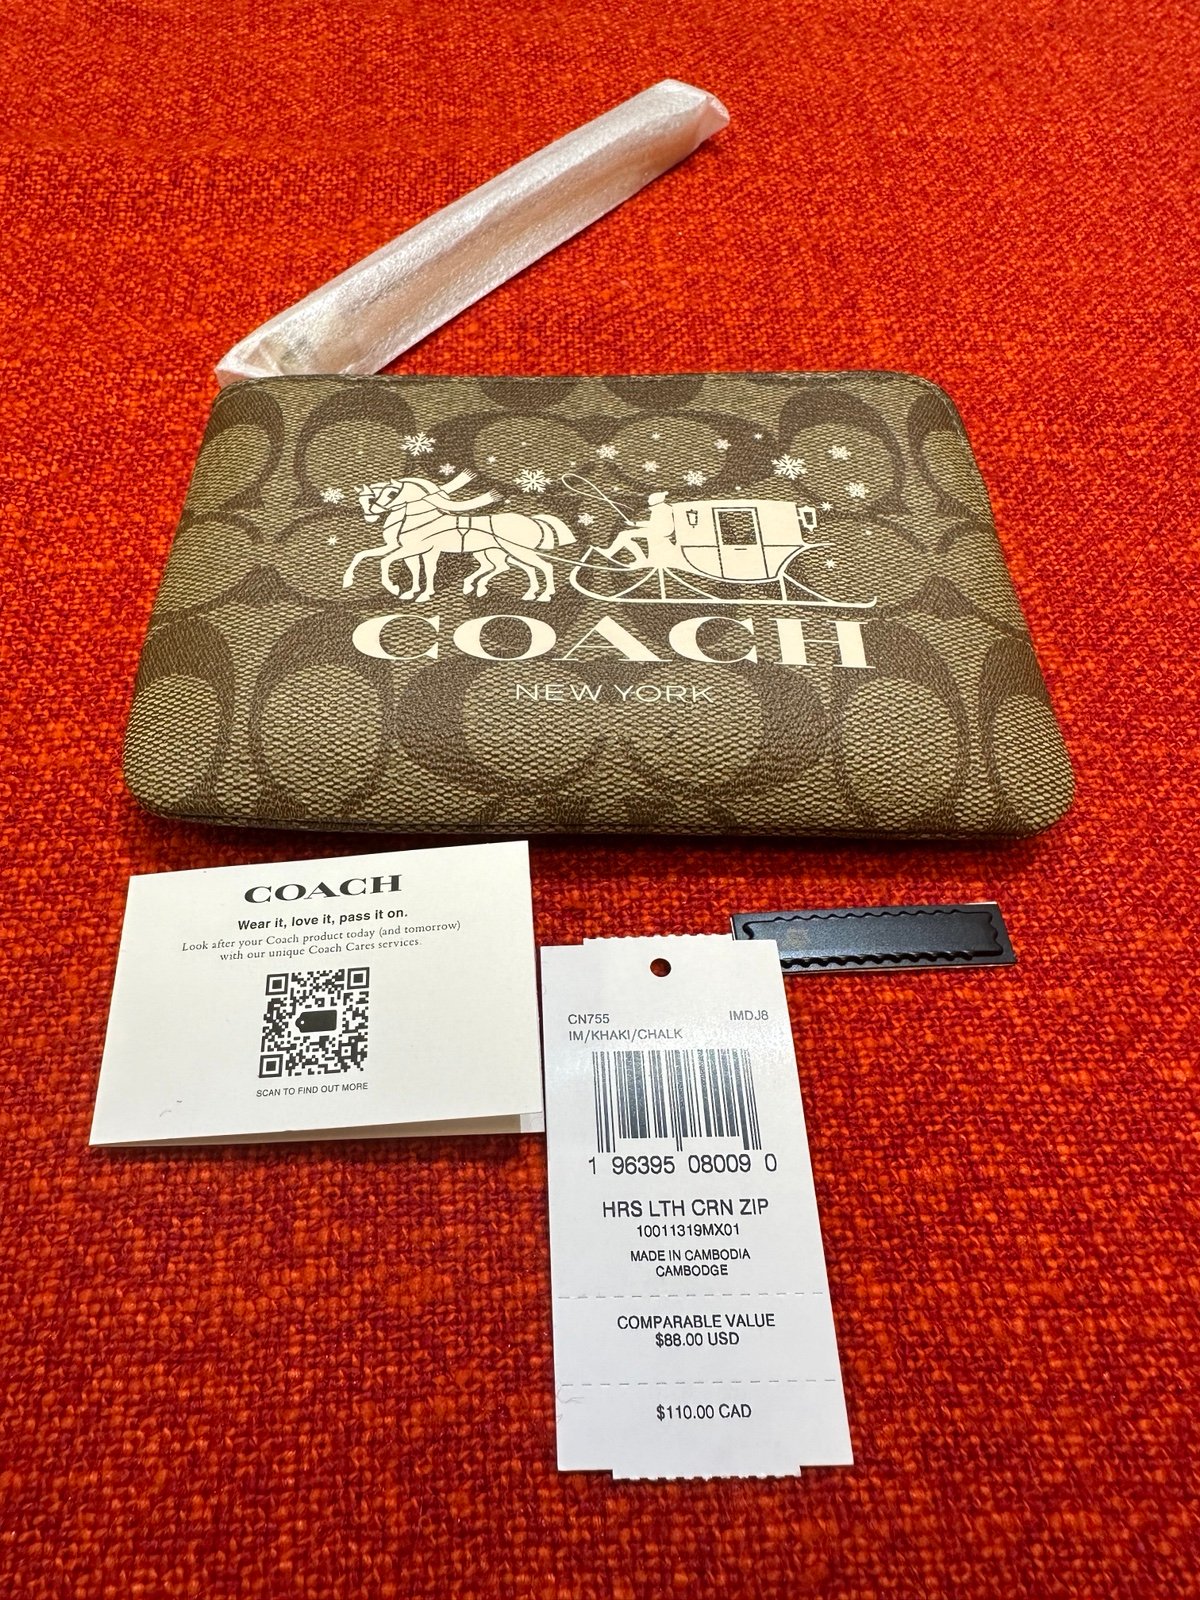 COACH
NEW YORK
COACH
Wear it, love it, pass it on.
Look after your Coach product today (and tomorrow)
with our unique Coach Cares services.
SCAN TO FIND OUT MORE
CN755 IMDJ8
IM/KHAKI/CHALK
1 96395 08009 0
HRS LTH CRN ZIP
10011319MX01
MADE IN CAMBODIA
CAMBODGE
COMPARABLE VALUE
$88.00 USD
$110.00 CAD